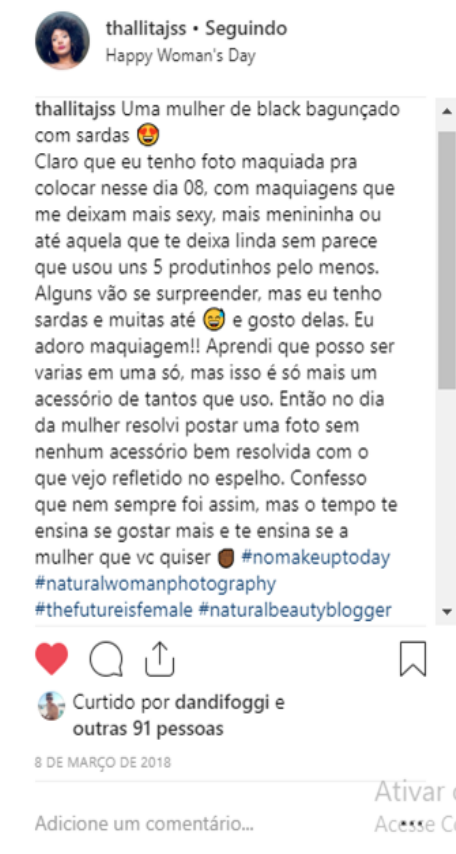 thallitajss • Seguindo
Happy Woman's Day
thallitajss Uma mulher de black bagunçado
com sardas 😍
Claro que eu tenho foto maquiada pra
colocar nesse dia 08, com maquiagens que
me deixam mais sexy, mais menininha ou
até aquela que te deixa linda sem parece
que usou uns 5 produtinhos pelo menos.
Alguns vão se surpreender, mas eu tenho
sardas e muitas até 😅 e gosto delas. Eu
adoro maquiagem!! Aprendi que posso ser
varias em uma só, mas isso é só mais um
acessório de tantos que uso. Então no dia
da mulher resolvi postar uma foto sem
nenhum acessório bem resolvida com o
que vejo refletido no espelho. Confesso
que nem sempre foi assim, mas o tempo te
ensina se gostar mais e te ensina se a
mulher que vc quiser ✊🏾 #nomakeuptoday
#naturalwomanphotography
#thefutureisfemale #naturalbeautyblogger
Curtido por dandifoggi e
outras 91 pessoas
8 DE MARÇO DE 2018
Ativar
Adicione um comentário...
Acesse